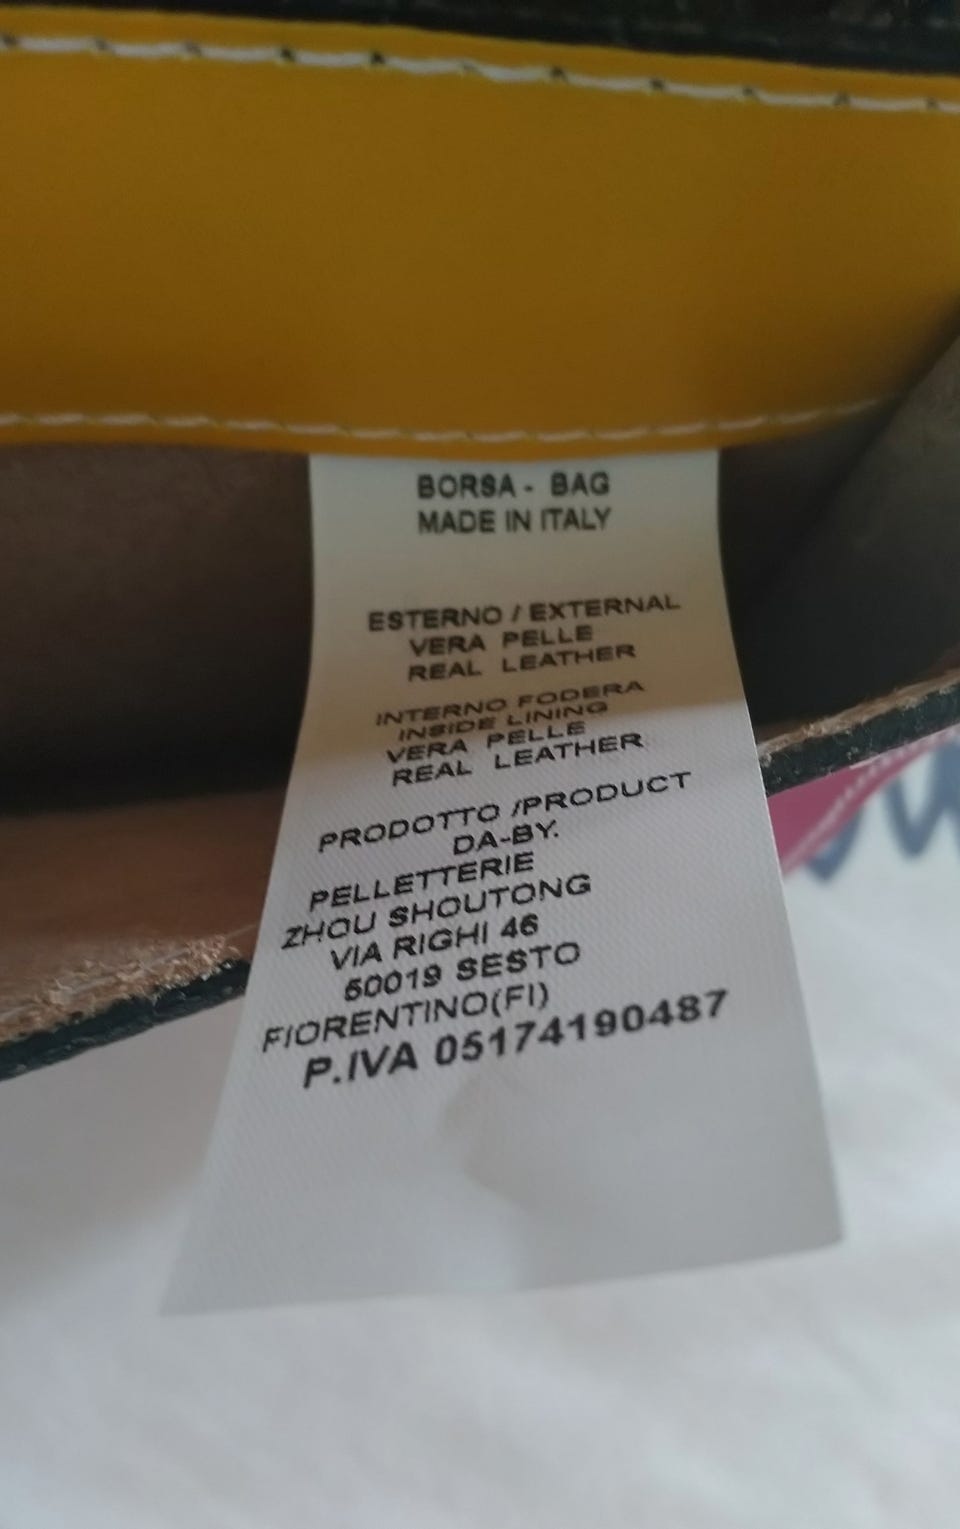 BORSA - BAG
MADE IN ITALY
ESTERNO / EXTERNAL
VERA PELLE
REAL LEATHER
INTERNO FODERA
INSIDE LINING
VERA PELLE
REAL LEATHER
PRODOTTO /PRODUCT
DA-BY.
PELLETTERIE
ZHOU SHOUTONG
VIA RIGHI 46
50019 SESTO
FIORENTINO(FI)
P.IVA 05174190487